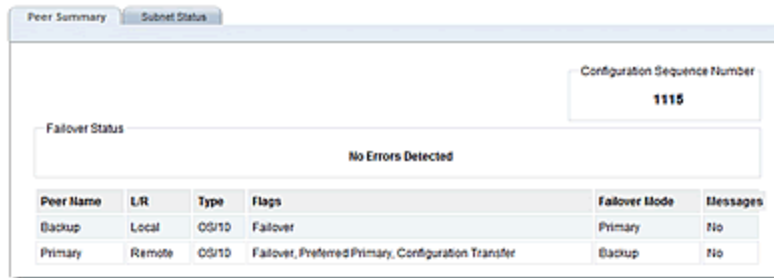 Peer Summary Subnet Status
Configuration Sequence Number
1115
Failover Status
No Errors Detected
Peer Name L/R Type Flags Failover Mode Messages
Backup Local OS/10 Failover Primary No
Primary Remote OS/10 Failover, Preferred Primary, Configuration Transfer Backup No